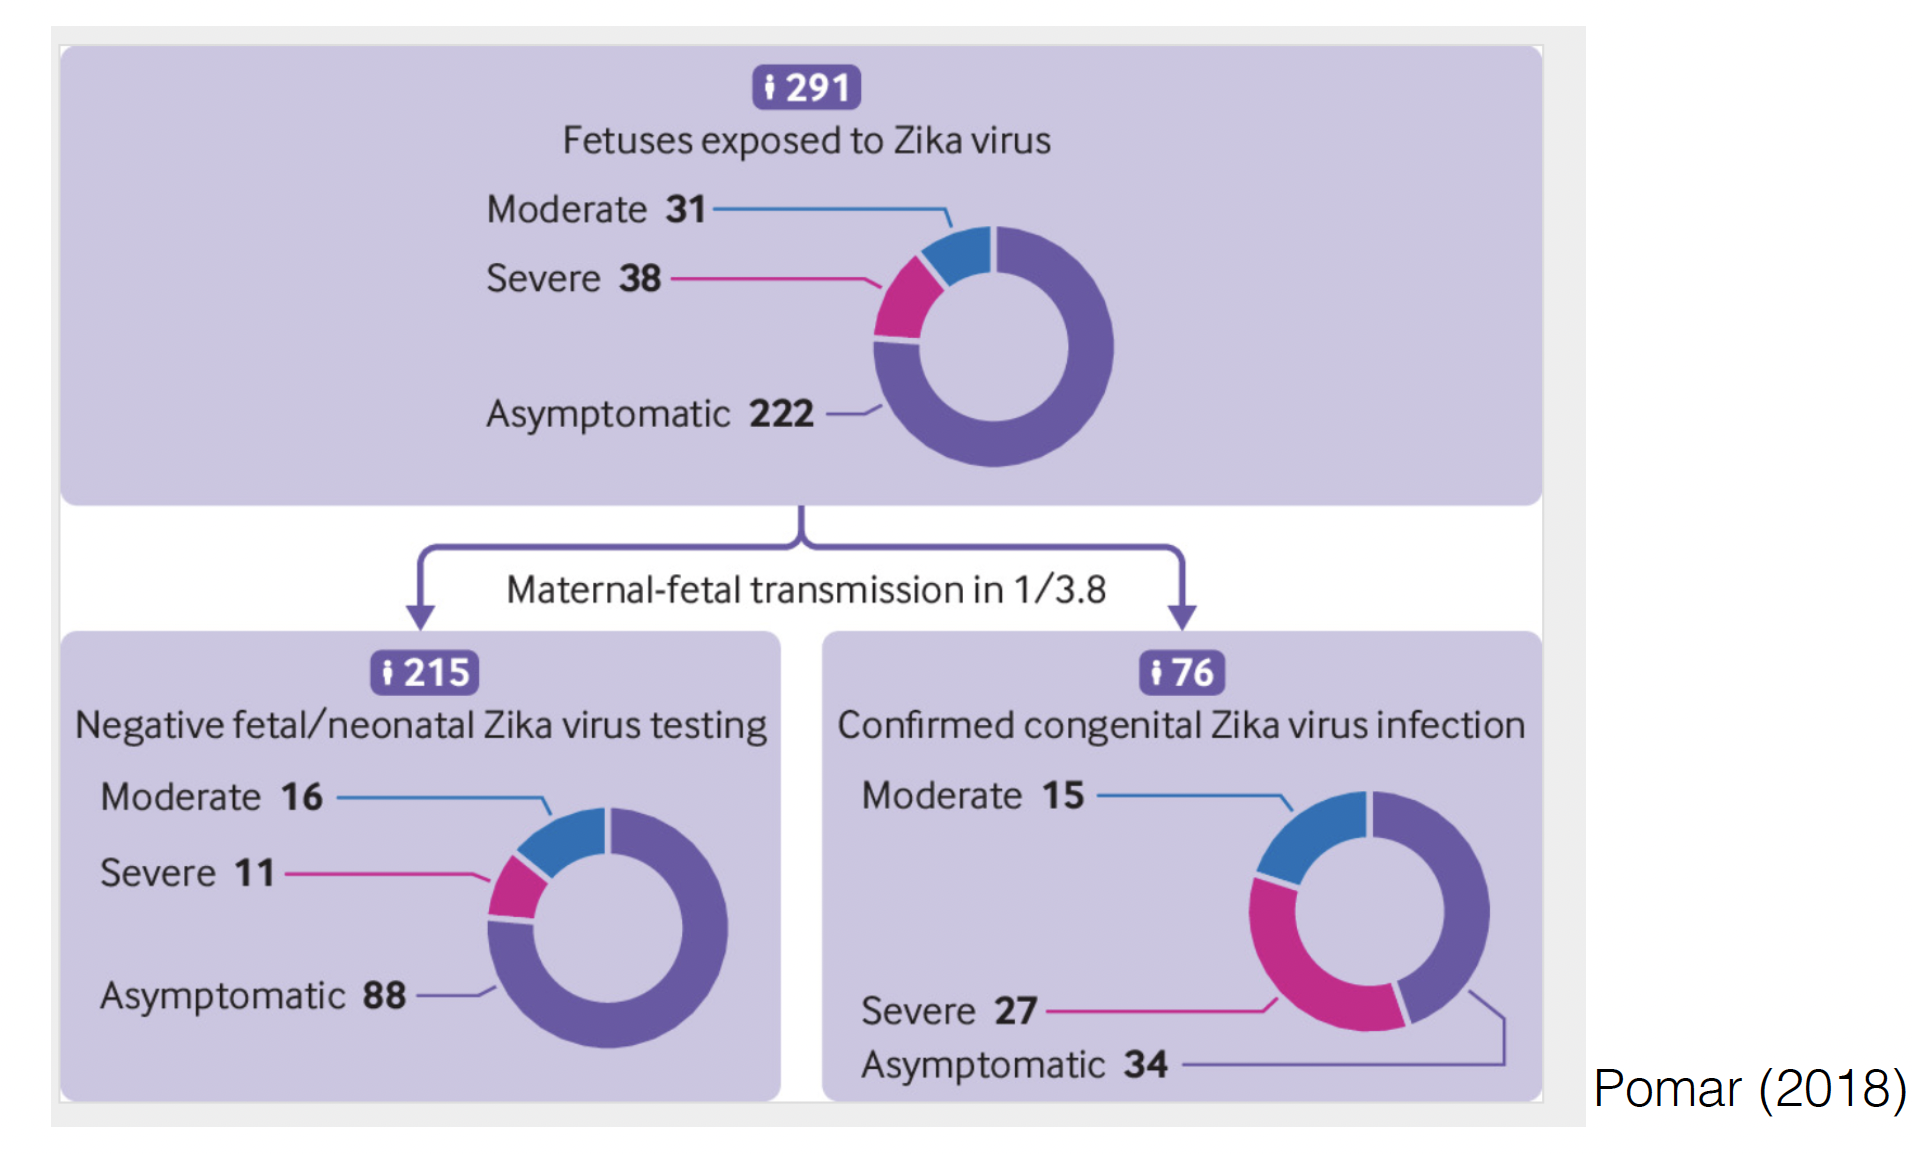 291
Fetuses exposed to Zika virus
Moderate 31
Severe 38
Asymptomatic 222
Maternal-fetal transmission in 1/3.8
215
Negative fetal/neonatal Zika virus testing
Moderate 16
Severe 11
Asymptomatic 88
76
Confirmed congenital Zika virus infection
Moderate 15
Severe 27
Asymptomatic 34
Pomar (2018)